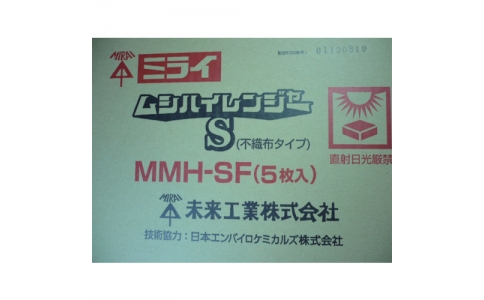 MIRAI ミライ
01130819
ムシハイレンジャー
S (不織布タイプ)
直射日光厳禁
MMH-SF(5枚入)
MIRAI 未来工業株式会社
技術協力:日本エンバイロケミカルズ株式会社